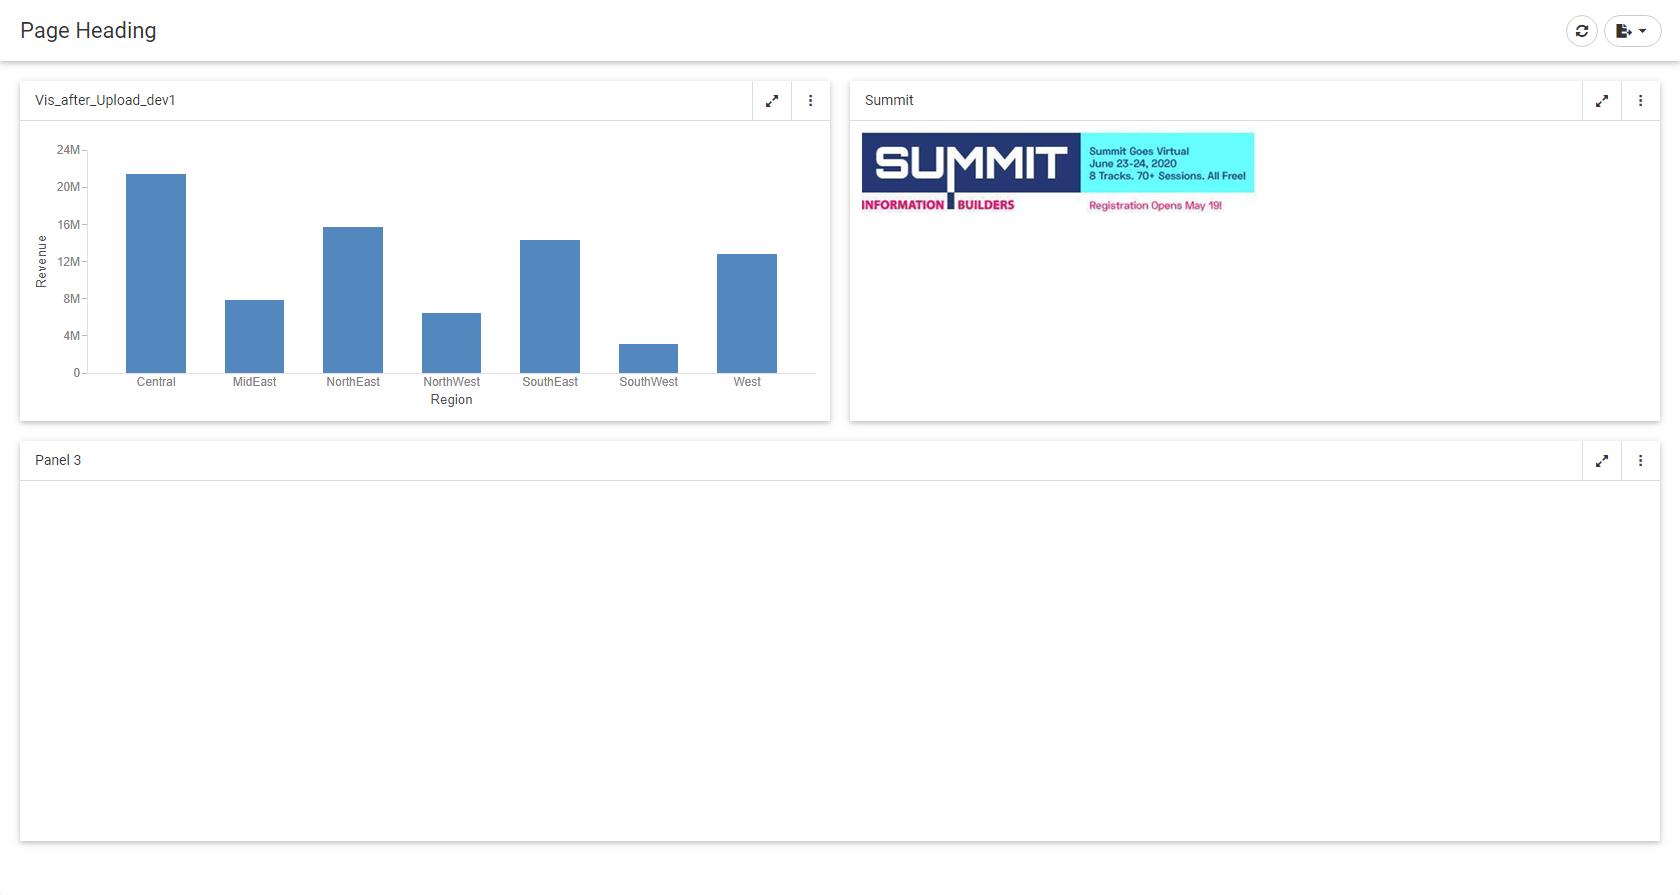 Page Heading
Vis_after_Upload_dev1
24M
20M
16M
12M
8M
4M
0
Revenue
Central MidEast NorthEast NorthWest SouthEast SouthWest West
Region
Summit
SUMMIT
INFORMATION BUILDERS
Summit Goes Virtual
June 23-24, 2020
8 Tracks. 70+ Sessions. All Free!
Registration Opens May 19!
Panel 3